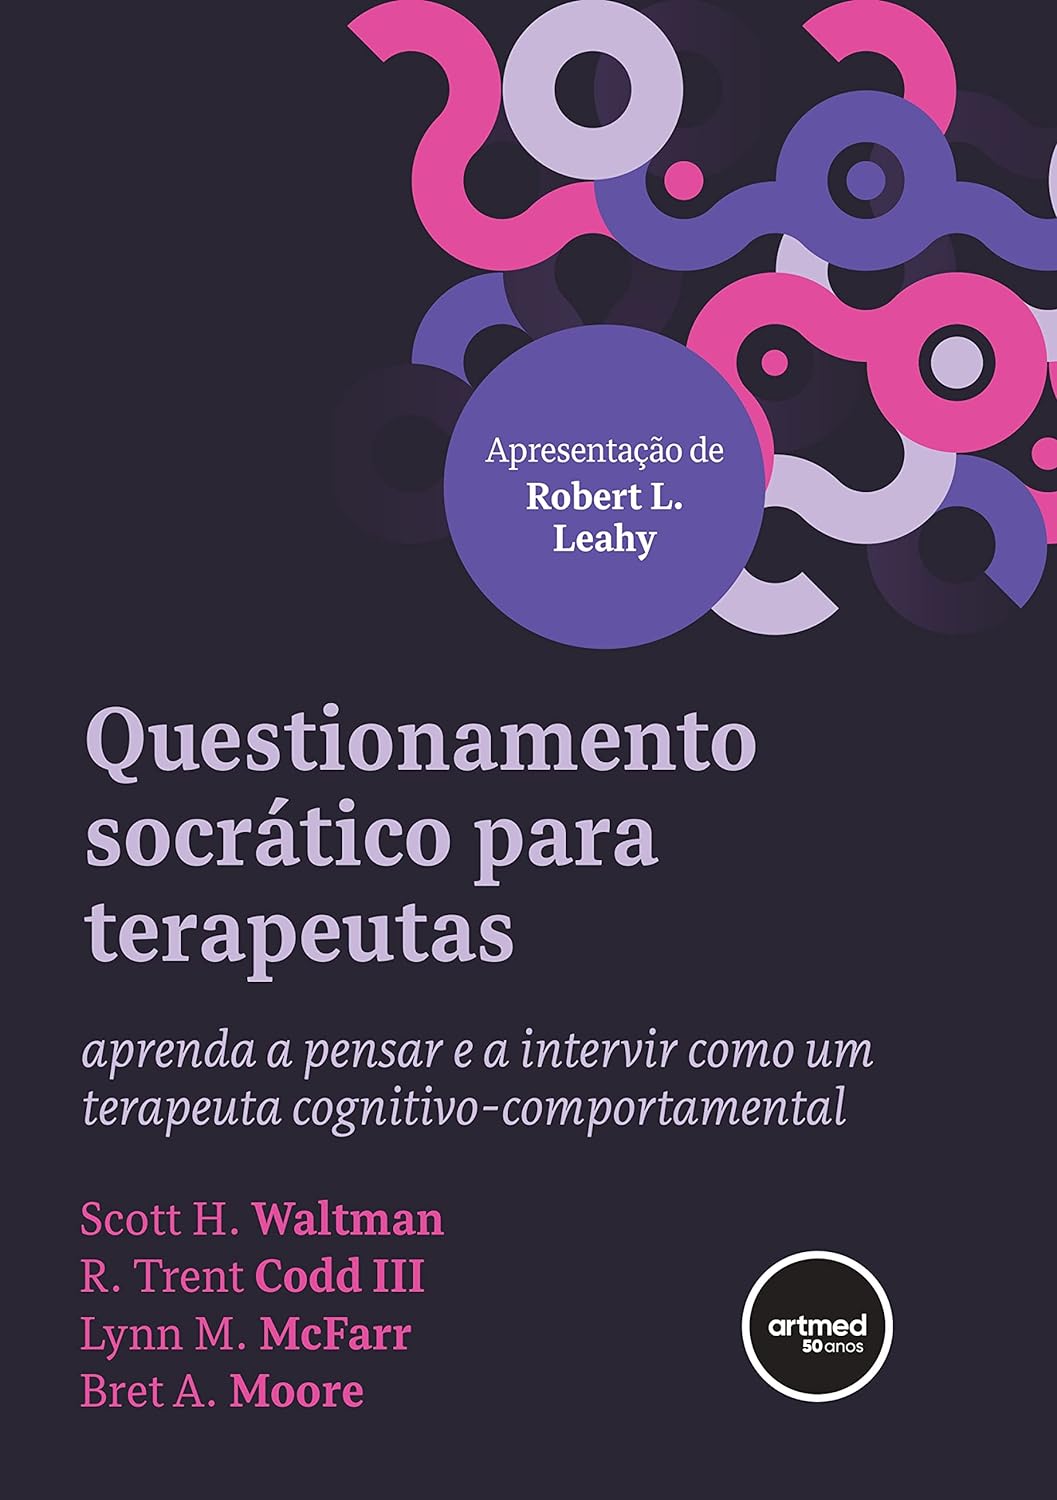 Apresentação de
Robert L.
Leahy
Questionamento
socrático para
terapeutas
aprenda a pensar e a intervir como um
terapeuta cognitivo-comportamental
Scott H. Waltman
R. Trent Codd III
Lynn M. McFarr
Bret A. Moore
artmed
50 anos